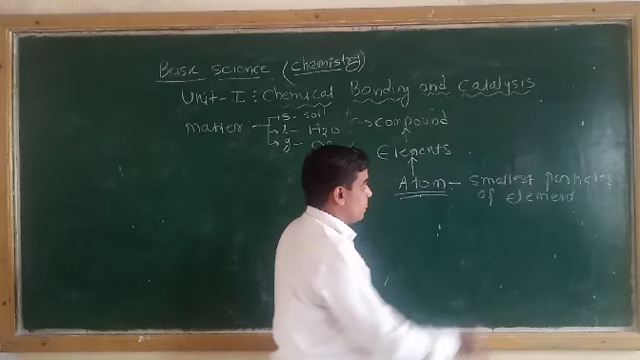 Basic science (chemistry)
Unit-I: Chemical Bonding and Catalysis
Matter - s - soil
l - H2O → compound
g -
Elements
Atom - smallest particles
of element